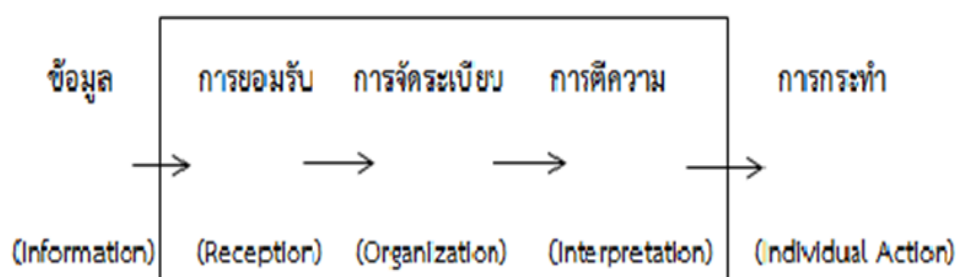 ข้อมูล การยอมรับ การจัดระเบียบ การตีความ การกระทำ
(Information) (Reception) (Organization) (Interpretation) (Individual Action)